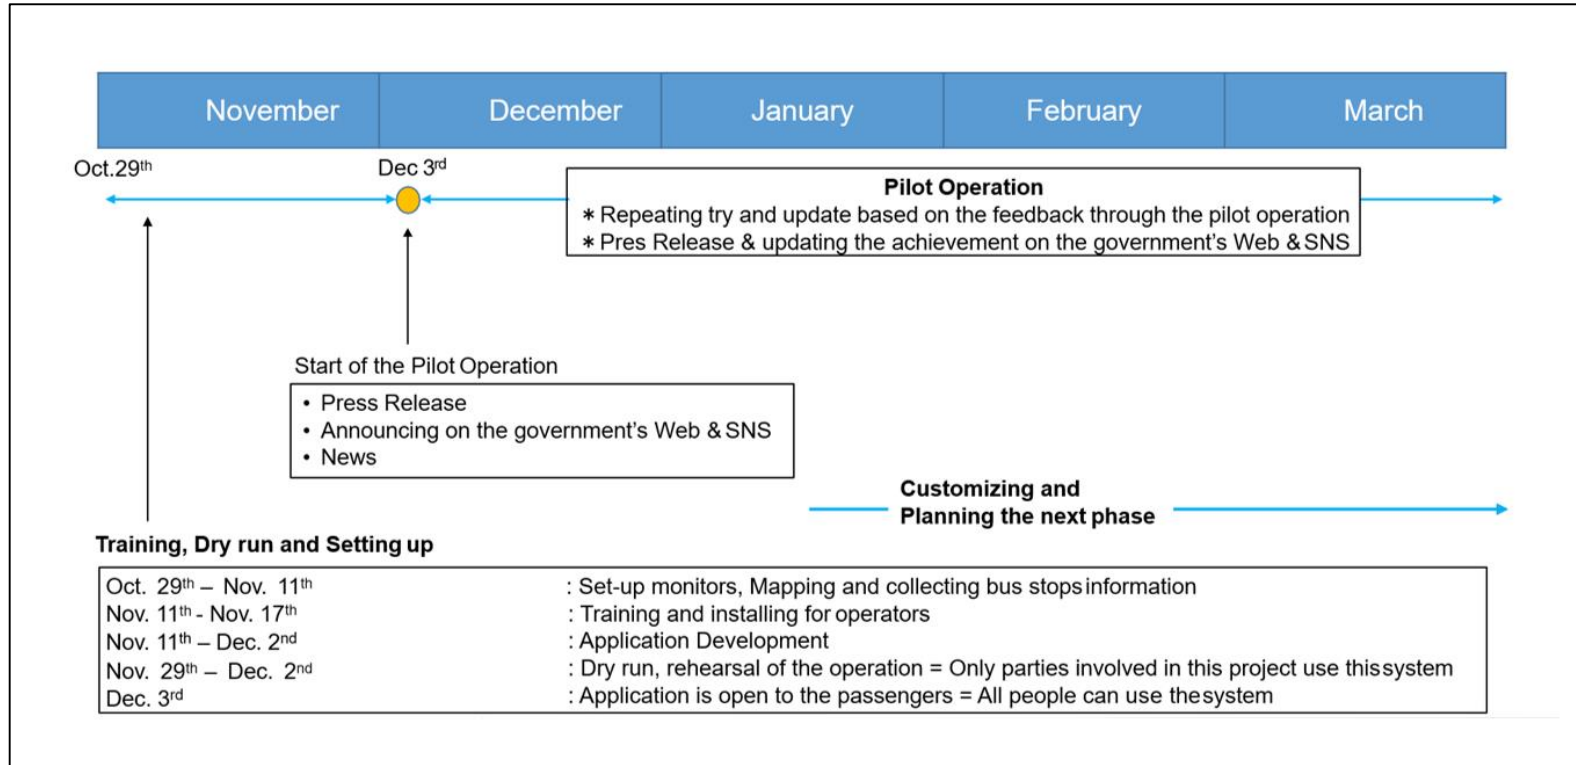 November December January February March
Oct.29th
Dec 3rd
Pilot Operation
* Repeating try and update based on the feedback through the pilot operation
* Pres Release & updating the achievement on the government's Web & SNS
Start of the Pilot Operation
• Press Release
• Announcing on the government's Web & SNS
• News
Customizing and
Planning the next phase
Training, Dry run and Setting up
Oct. 29th – Nov. 11th : Set-up monitors, Mapping and collecting bus stops information
Nov. 11th - Nov. 17th : Training and installing for operators
Nov. 11th – Dec. 2nd : Application Development
Nov. 29th – Dec. 2nd : Dry run, rehearsal of the operation = Only parties involved in this project use this system
Dec. 3rd : Application is open to the passengers = All people can use the system